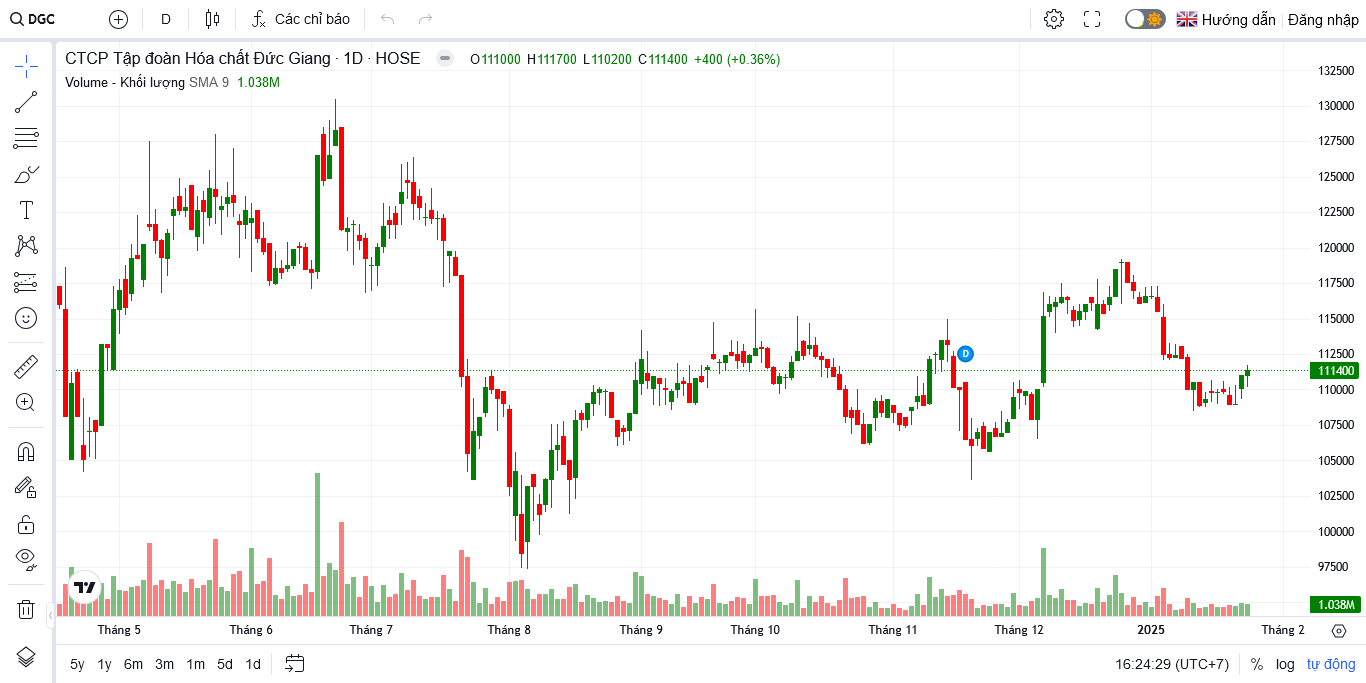 DGC D Các chỉ báo Hướng dẫn Đăng nhập
CTCP Tập đoàn Hóa chất Đức Giang · 1D · HOSE O111000 H111700 L110200 C111400 +400 (+0.36%)
Volume - Khối lượng SMA 9 1.038M
132500
130000
127500
125000
122500
120000
117500
115000
112500
D
111400
110000
107500
105000
102500
100000
97500
1.038M
Tháng 5 Tháng 6 Tháng 7 Tháng 8 Tháng 9 Tháng 10 Tháng 11 Tháng 12 2025 Tháng 2
5y 1y 6m 3m 1m 5d 1d 16:24:29 (UTC+7) % log tự động